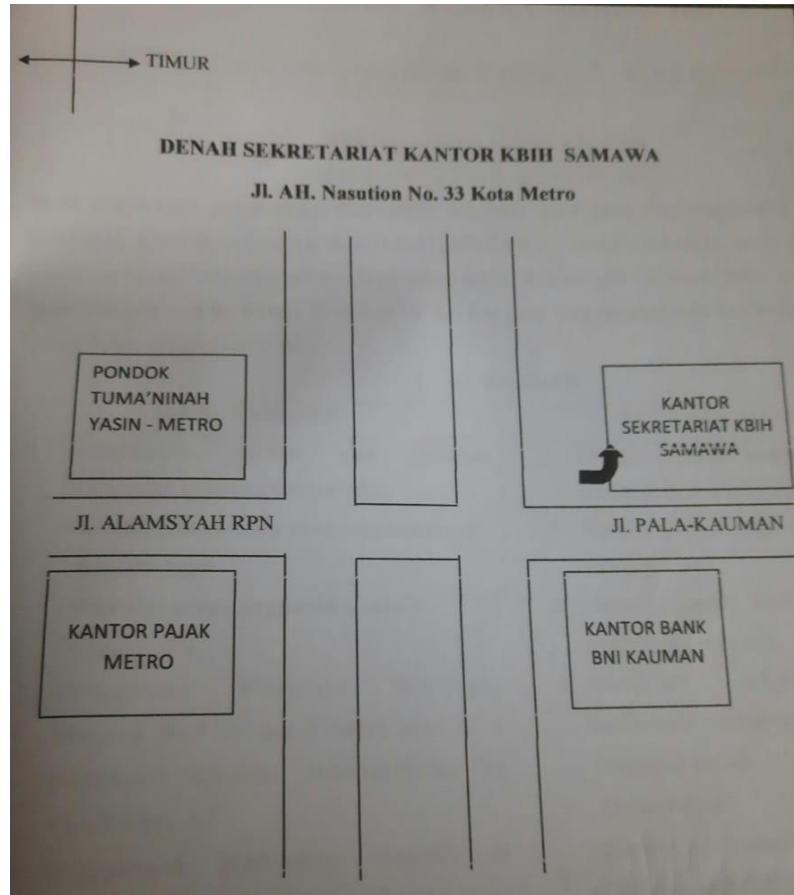 TIMUR
DENAH SEKRETARIAT KANTOR KBIH SAMAWA
Jl. AH. Nasution No. 33 Kota Metro
PONDOK
TUMA'NINAH
YASIN - METRO
KANTOR
SEKRETARIAT KBIH
SAMAWA
Jl. ALAMSYAH RPN
Jl. PALA-KAUMAN
KANTOR PAJAK
METRO
KANTOR BANK
BNI KAUMAN